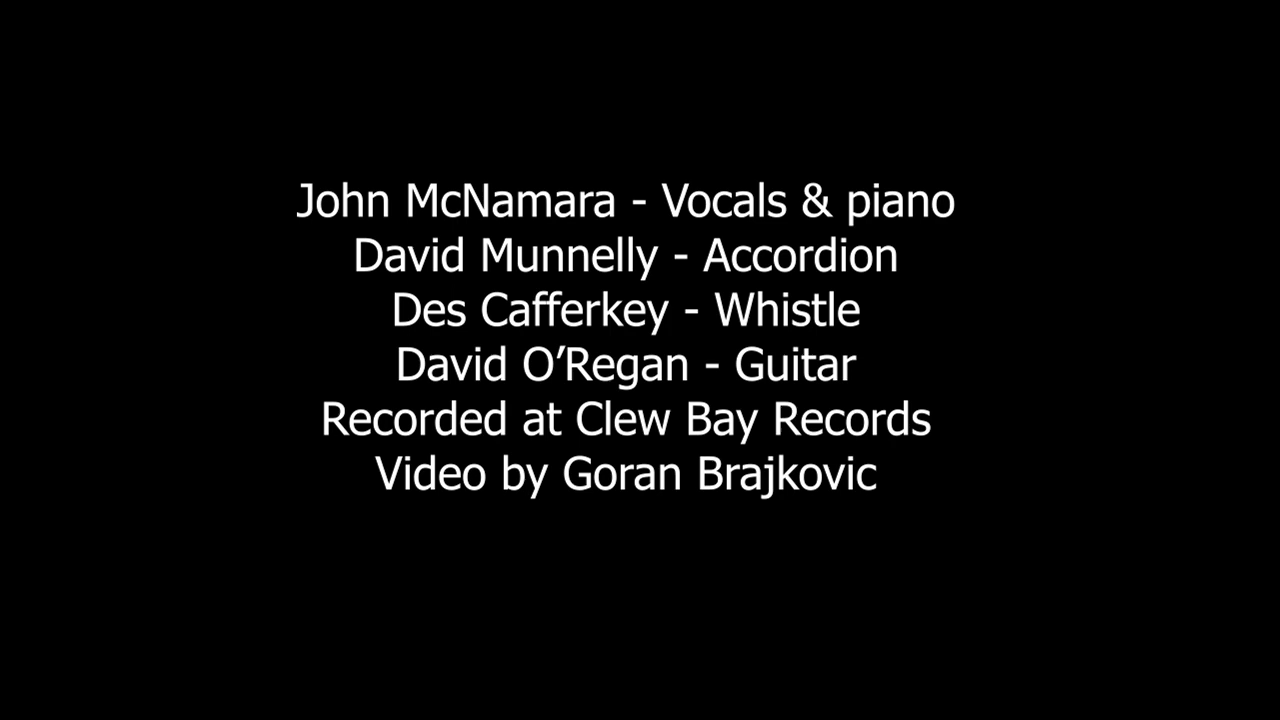 John McNamara - Vocals & piano
David Munnelly - Accordion
Des Cafferkey - Whistle
David O’Regan - Guitar
Recorded at Clew Bay Records
Video by Goran Brajkovic